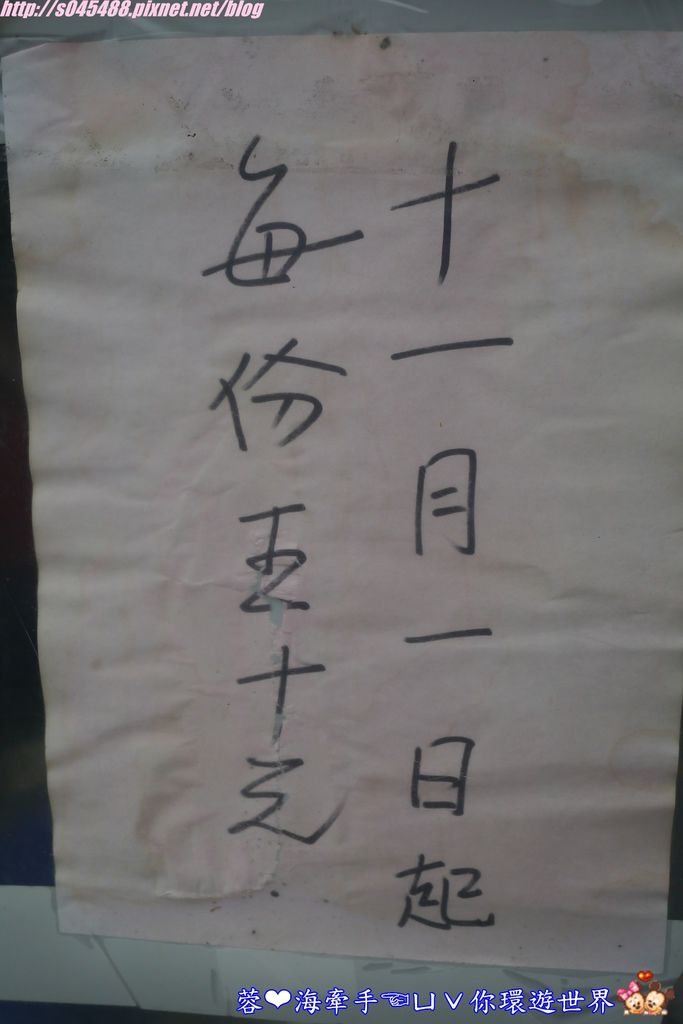 http://s045488.pixnet.net/blog
十一月一日起
每份五十元.
蓉❤海牽手☜ㄩㄐ你環遊世界